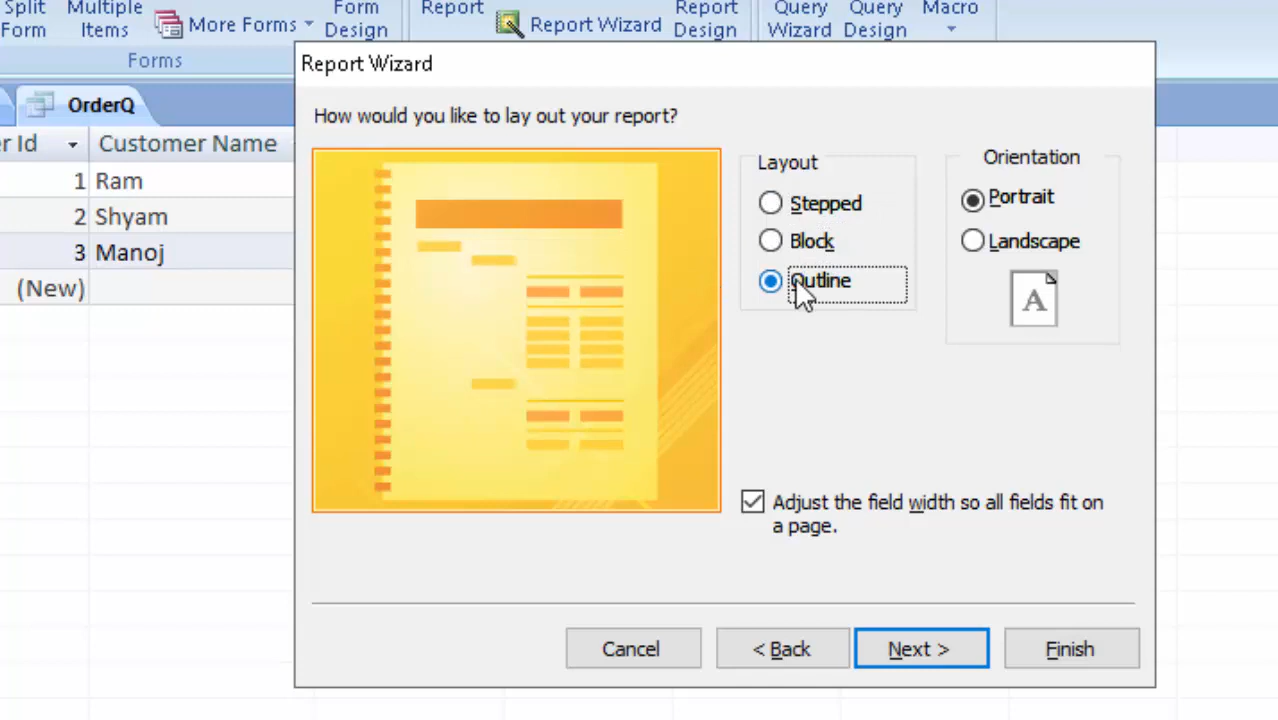 Split
Form
Multiple
Items
More Forms
Form
Design
Report
Report Wizard
Report
Design
Query
Wizard
Query
Design
Macro
Forms
OrderQ
r Id
Customer Name
1 Ram
2 Shyam
3 Manoj
(New)
Report Wizard
How would you like to lay out your report?
Layout
Stepped
Block
Outline
Orientation
Portrait
Landscape
A
Adjust the field width so all fields fit on
a page.
Cancel
< Back
Next >
Finish